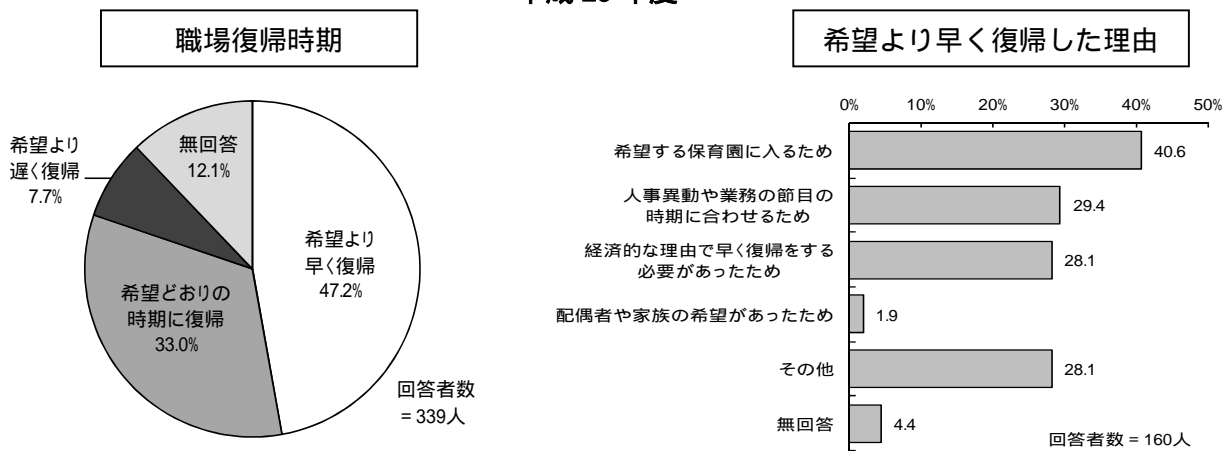 職場復帰時期
希望より
早く復帰
47.2%
希望どおりの
時期に復帰
33.0%
希望より
遅く復帰
7.7%
無回答
12.1%
回答者数
= 339人
希望より早く復帰した理由
0%
10%
20%
30%
40%
50%
希望する保育園に入るため
40.6
人事異動や業務の節目の
時期に合わせるため
29.4
経済的な理由で早く復帰をする
必要があったため
28.1
配偶者や家族の希望があったため
1.9
その他
28.1
無回答
4.4
回答者数 = 160人